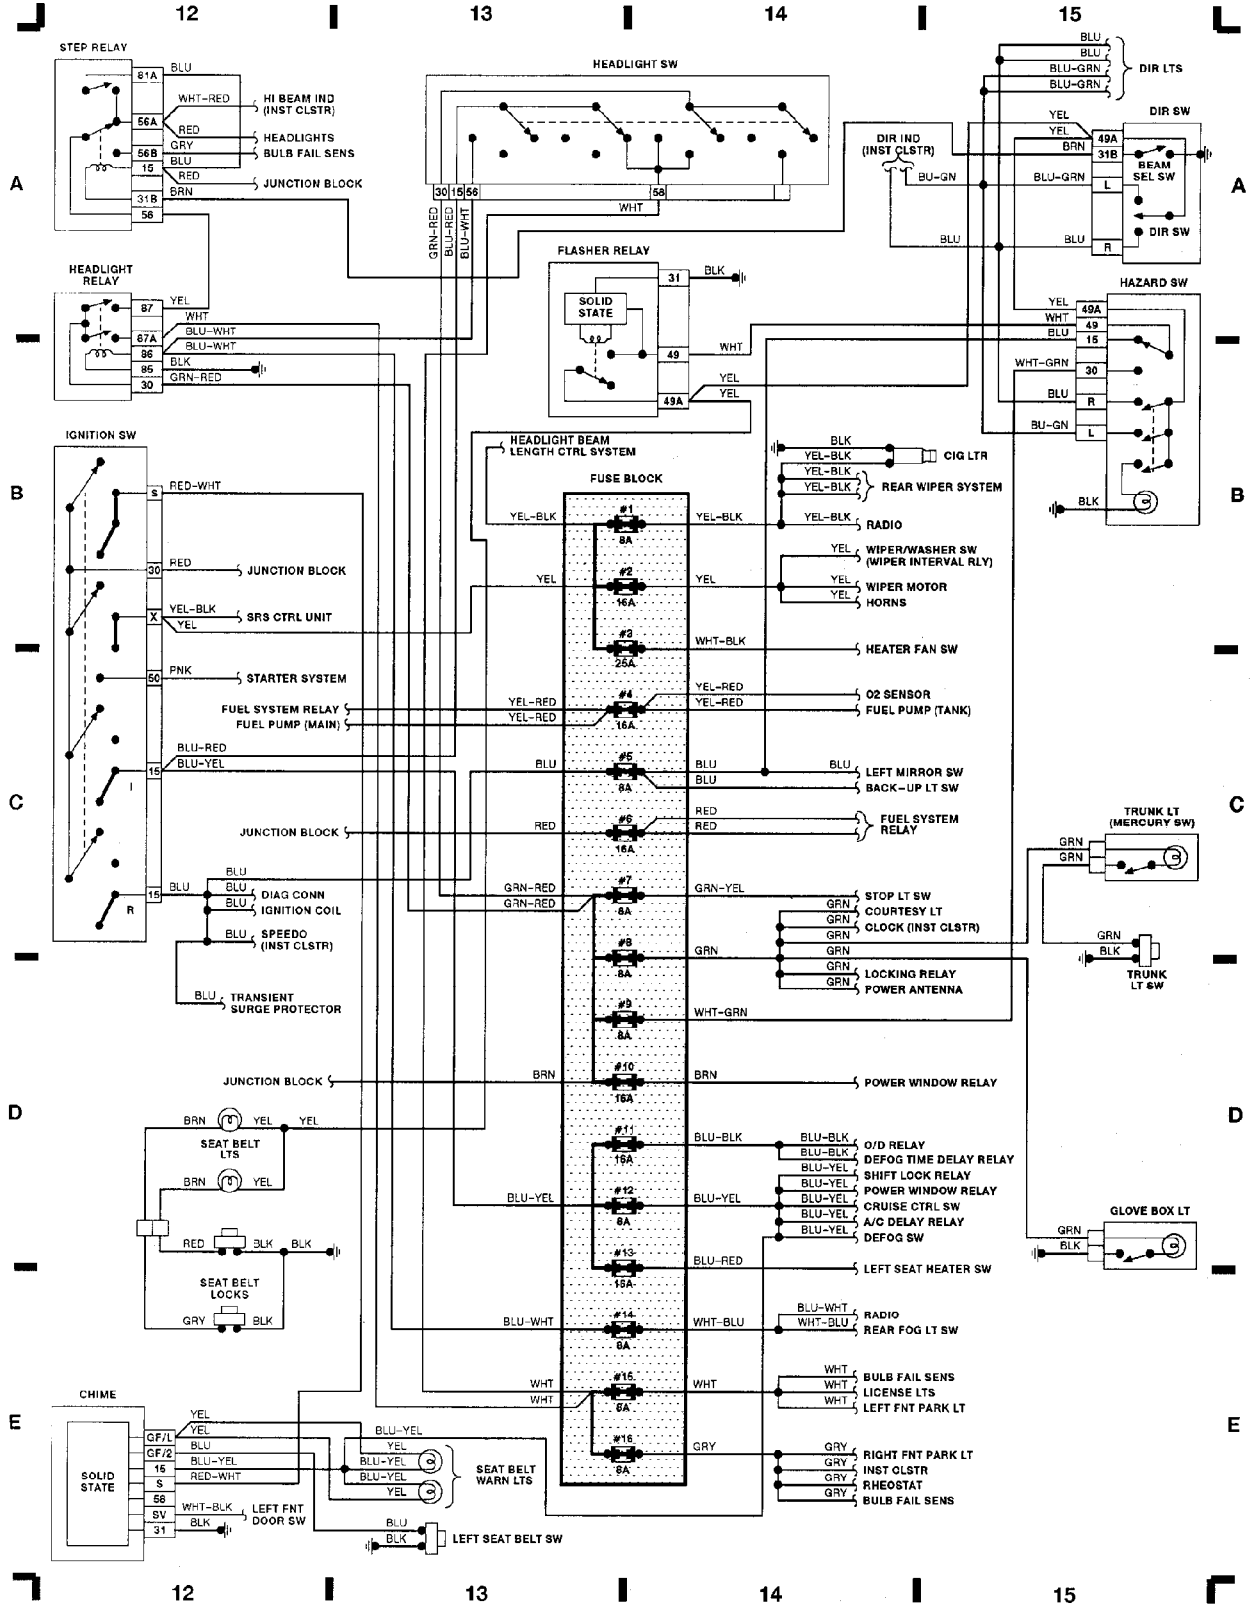 12 13 14 15
STEP RELAY
81A BLU
WHT-RED HI BEAM IND
(INST CLSTR)
56A
RED HEADLIGHTS
GRY
56B BULB FAIL SENS
BLU
15
RED JUNCTION BLOCK
BRN
31B
56
A
HEADLIGHT SW
30 15 56 58
GRN-RED
BLU-RED
BLU-WHT
WHT
BLU
BLU
BLU-GRN
BLU-GRN
DIR LTS
DIR SW
YEL
YEL
49A
BRN
31B
BEAM
SEL SW
DIR IND
(INST CLSTR)
BU-GN
BLU-GRN L
DIR SW
BLU
BLU R
A
HEADLIGHT
RELAY
87 YEL
WHT
87A BLU-WHT
86 BLU-WHT
85 BLK
30 GRN-RED
FLASHER RELAY
SOLID
STATE
31 BLK
49 WHT
YEL
49A YEL
HAZARD SW
YEL 49A
WHT 49
BLU 15
WHT-GRN 30
BLU R
BU-GN L
BLK
B
IGNITION SW
S RED-WHT
30 RED JUNCTION BLOCK
X YEL-BLK SRS CTRL UNIT
YEL
50 PNK STARTER SYSTEM
BLU-RED
15 BLU-YEL
I
15 BLU
R
BLU
BLU DIAG CONN
BLU IGNITION COIL
BLU SPEEDO
(INST CLSTR)
BLU TRANSIENT
SURGE PROTECTOR
B
HEADLIGHT BEAM
LENGTH CTRL SYSTEM
FUSE BLOCK
BLK
YEL-BLK
CIG LTR
YEL-BLK
YEL-BLK
REAR WIPER SYSTEM
YEL-BLK #1 8A YEL-BLK YEL-BLK RADIO
YEL WIPER/WASHER SW
(WIPER INTERVAL RLY)
YEL #2 16A YEL YEL WIPER MOTOR
YEL HORNS
#3 25A WHT-BLK HEATER FAN SW
FUEL SYSTEM RELAY YEL-RED #4 16A YEL-RED O2 SENSOR
FUEL PUMP (MAIN) YEL-RED YEL-RED FUEL PUMP (TANK)
BLU #5 8A BLU BLU LEFT MIRROR SW
BLU BACK-UP LT SW
C
JUNCTION BLOCK RED #6 16A RED
RED
FUEL SYSTEM
RELAY
GRN-RED #7 8A GRN-YEL STOP LT SW
GRN-RED
GRN COURTESY LT
GRN CLOCK (INST CLSTR)
GRN
#8 8A GRN GRN
GRN LOCKING RELAY
GRN POWER ANTENNA
#9 8A WHT-GRN
JUNCTION BLOCK BRN #10 16A BRN POWER WINDOW RELAY
C
TRUNK LT
(MERCURY SW)
GRN
GRN
GRN
BLK
TRUNK
LT SW
D
BRN YEL YEL
SEAT BELT
LTS
BRN YEL
RED BLK
SEAT BELT
LOCKS
GRY BLK
#11 16A BLU-BLK BLU-BLK O/D RELAY
BLU-BLK DEFOG TIME DELAY RELAY
BLU-YEL SHIFT LOCK RELAY
BLU-YEL POWER WINDOW RELAY
BLU-YEL #12 8A BLU-YEL BLU-YEL CRUISE CTRL SW
BLU-YEL A/C DELAY RELAY
BLU-YEL DEFOG SW
#13 16A BLU-RED LEFT SEAT HEATER SW
D
GLOVE BOX LT
GRN
BLK
BLU-WHT #14 8A WHT-BLU BLU-WHT RADIO
WHT-BLU REAR FOG LT SW
WHT #15 8A WHT WHT BULB FAIL SENS
WHT WHT LICENSE LTS
WHT LEFT FNT PARK LT
#16 8A GRY GRY RIGHT FNT PARK LT
GRY INST CLSTR
GRY RHEOSTAT
GRY BULB FAIL SENS
E
CHIME
SOLID
STATE
YEL
GF/L YEL
GF/2 BLU
15 BLU-YEL
S RED-WHT
58
SV WHT-BLK LEFT FNT
DOOR SW
31 BLK
BLU-YEL
YEL
BLU-YEL
BLU-YEL
YEL
SEAT BELT
WARN LTS
BLU
BLK
LEFT SEAT BELT SW
E
12 13 14 15